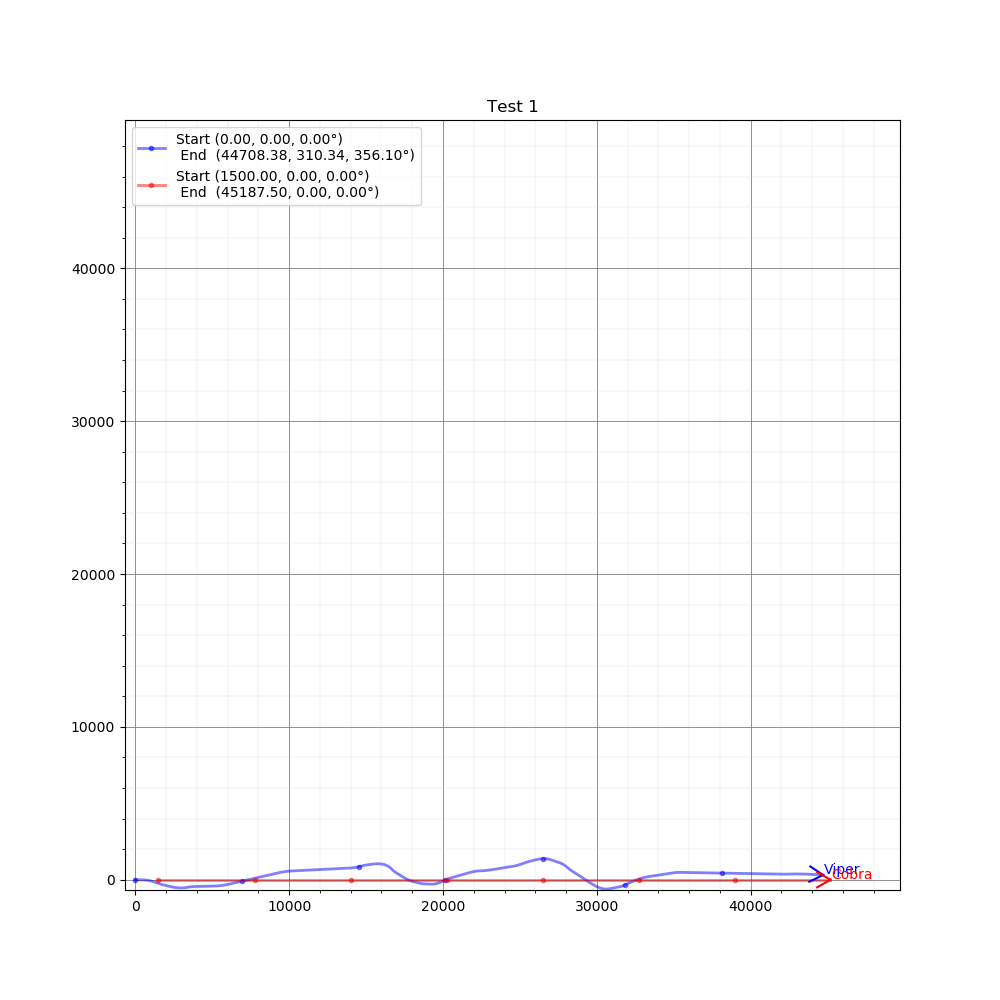 Test 1
Start (0.00, 0.00, 0.00°)
End (44708.38, 310.34, 356.10°)
Start (1500.00, 0.00, 0.00°)
End (45187.50, 0.00, 0.00°)
40000
30000
20000
10000
0
Viper
Cobra
0 10000 20000 30000 40000